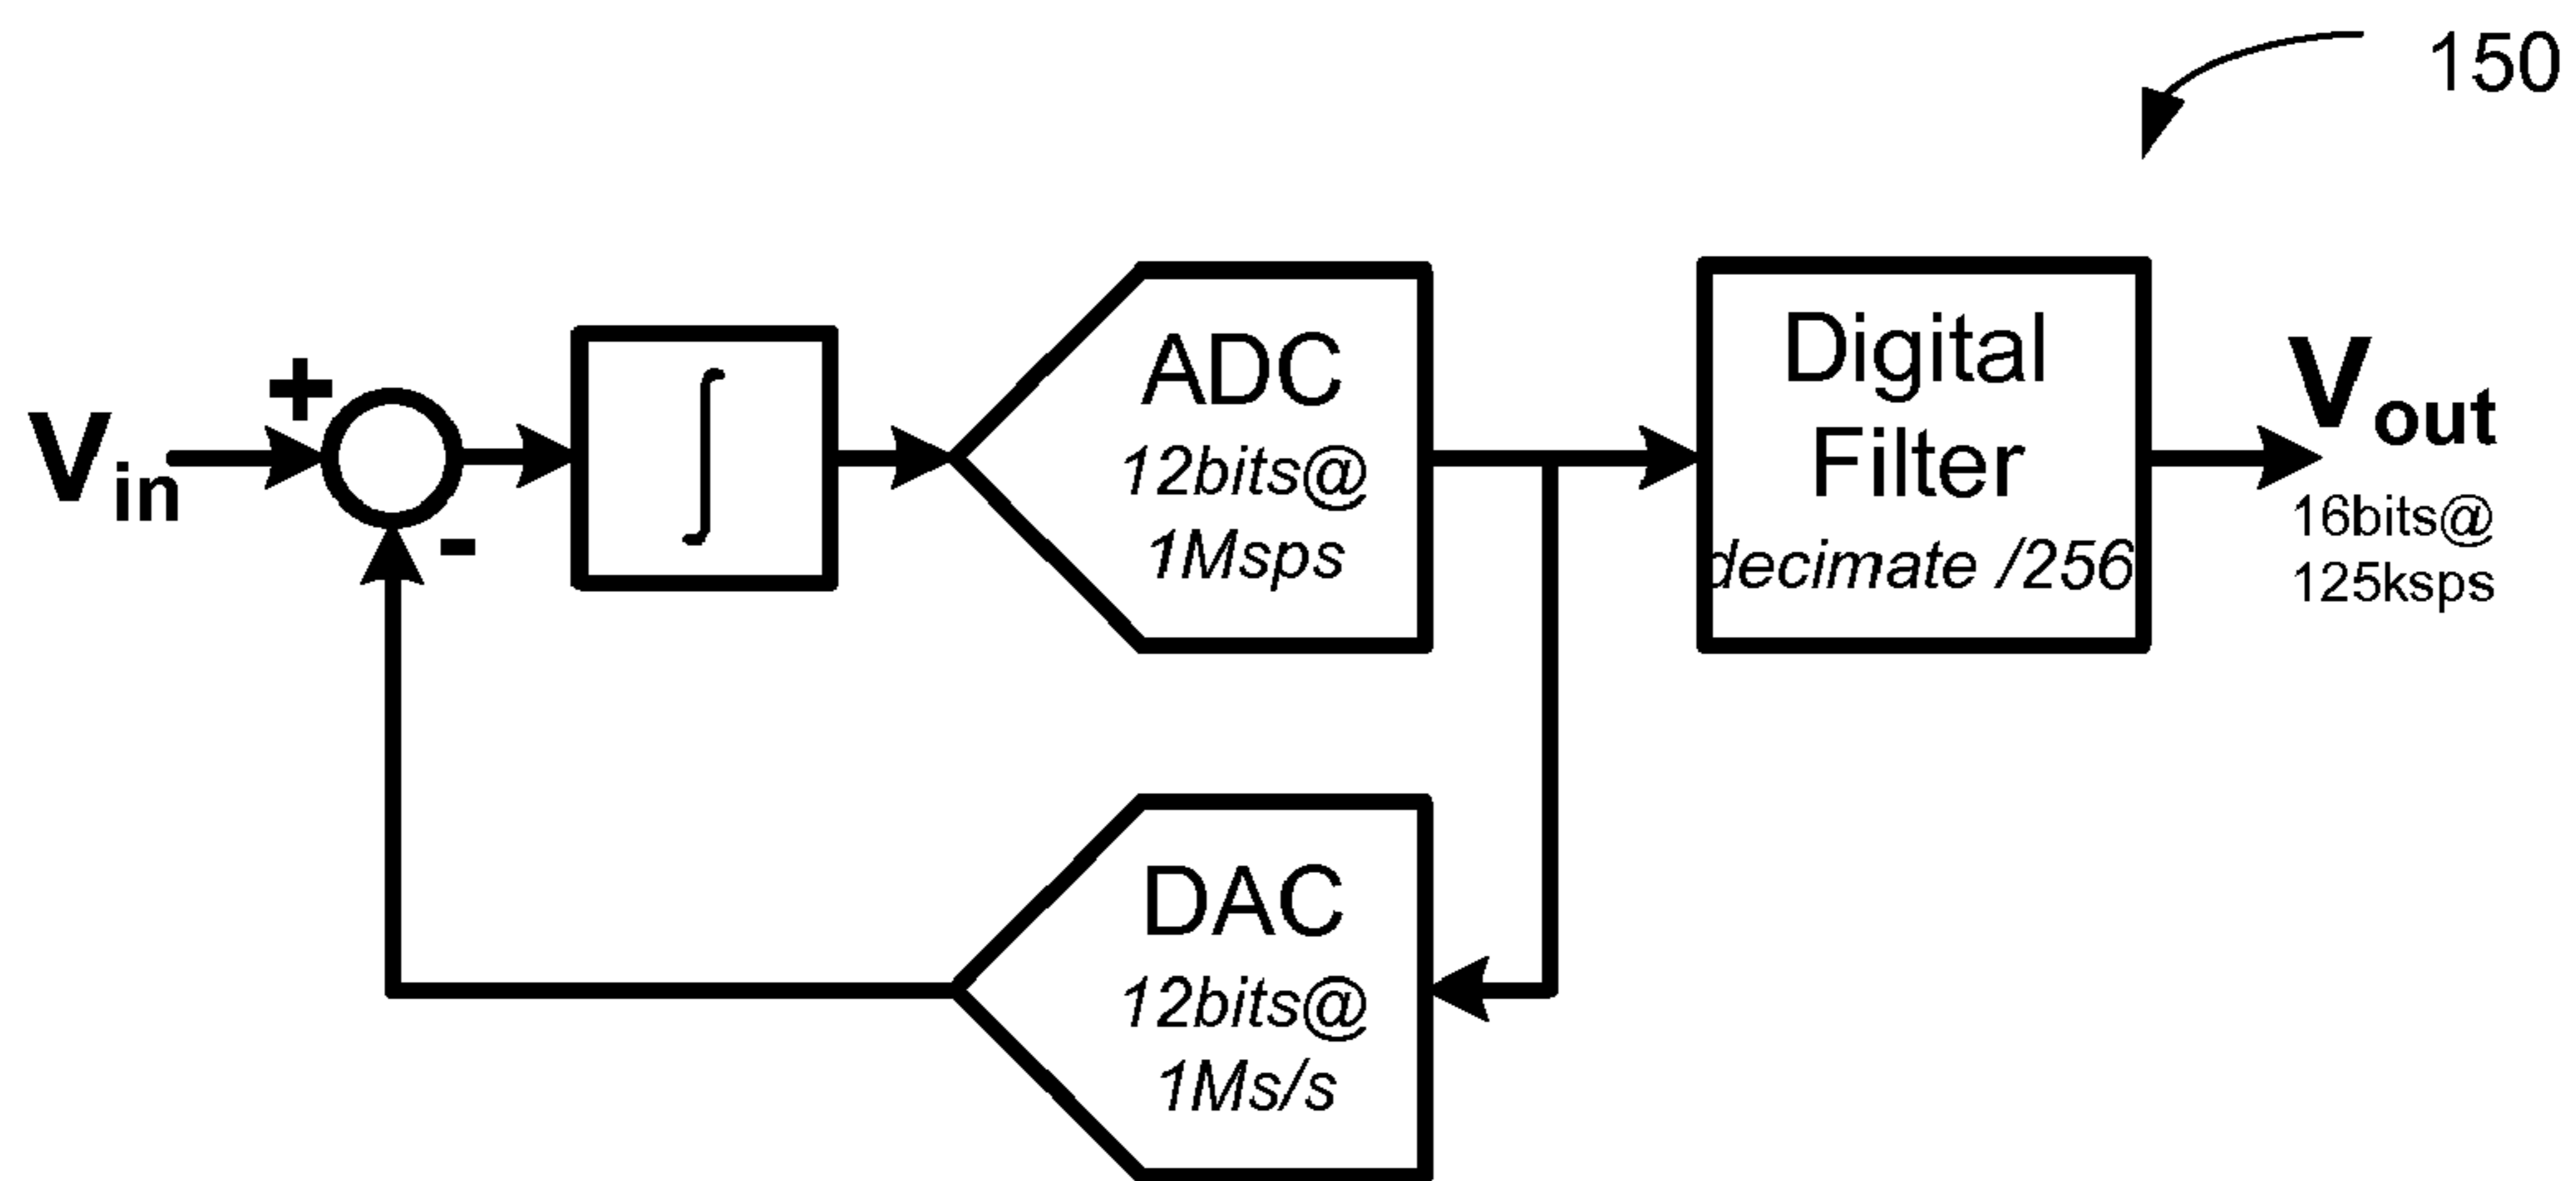 150
+
Vin
-
∫
ADC
12bits@
1Msps
Digital
Filter
decimate /256
Vout
16bits@
125ksps
DAC
12bits@
1Ms/s